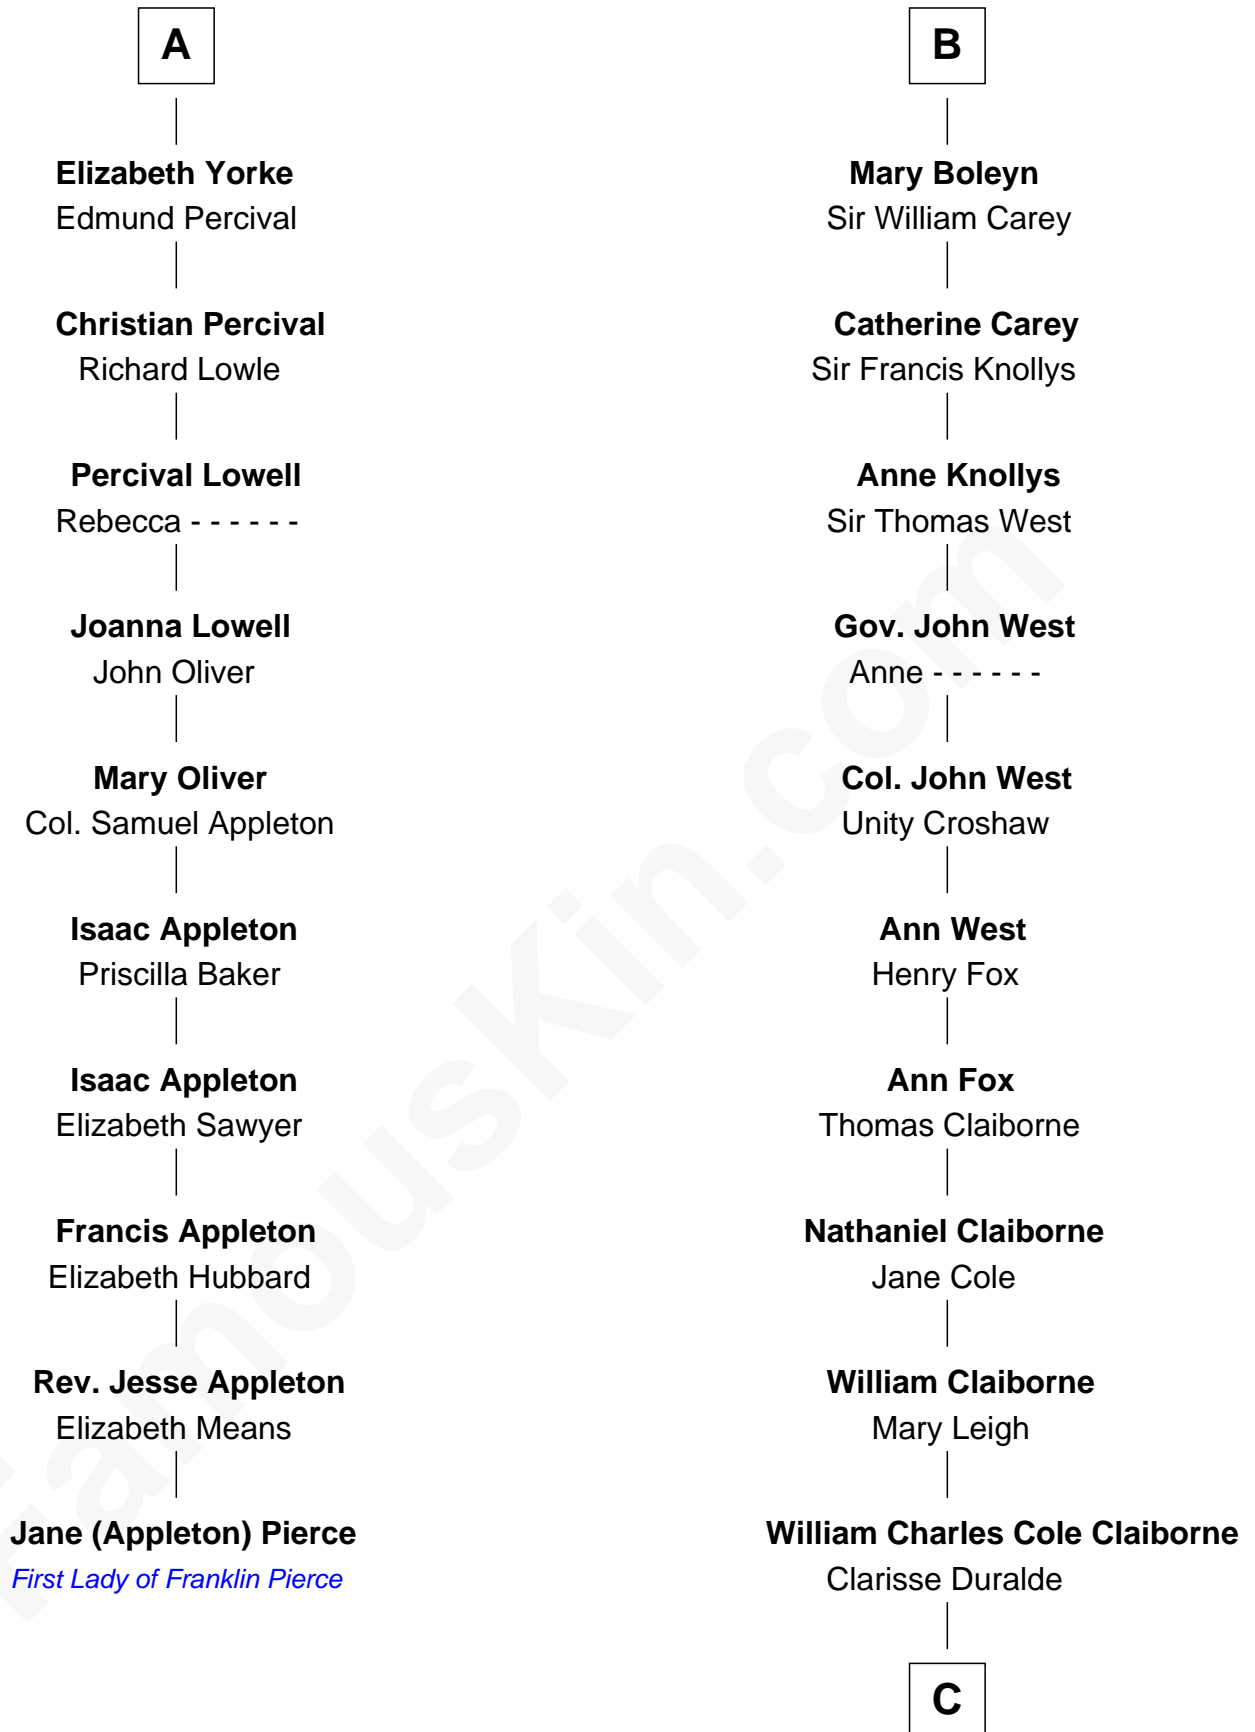 A
Elizabeth Yorke
Edmund Percival
Christian Percival
Richard Lowle
Percival Lowell
Rebecca - - - - - -
Joanna Lowell
John Oliver
Mary Oliver
Col. Samuel Appleton
Isaac Appleton
Priscilla Baker
Isaac Appleton
Elizabeth Sawyer
Francis Appleton
Elizabeth Hubbard
Rev. Jesse Appleton
Elizabeth Means
Jane (Appleton) Pierce
First Lady of Franklin Pierce
B
Mary Boleyn
Sir William Carey
Catherine Carey
Sir Francis Knollys
Anne Knollys
Sir Thomas West
Gov. John West
Anne - - - - - -
Col. John West
Unity Croshaw
Ann West
Henry Fox
Ann Fox
Thomas Claiborne
Nathaniel Claiborne
Jane Cole
William Claiborne
Mary Leigh
William Charles Cole Claiborne
Clarisse Duralde
C
FamousKin.com